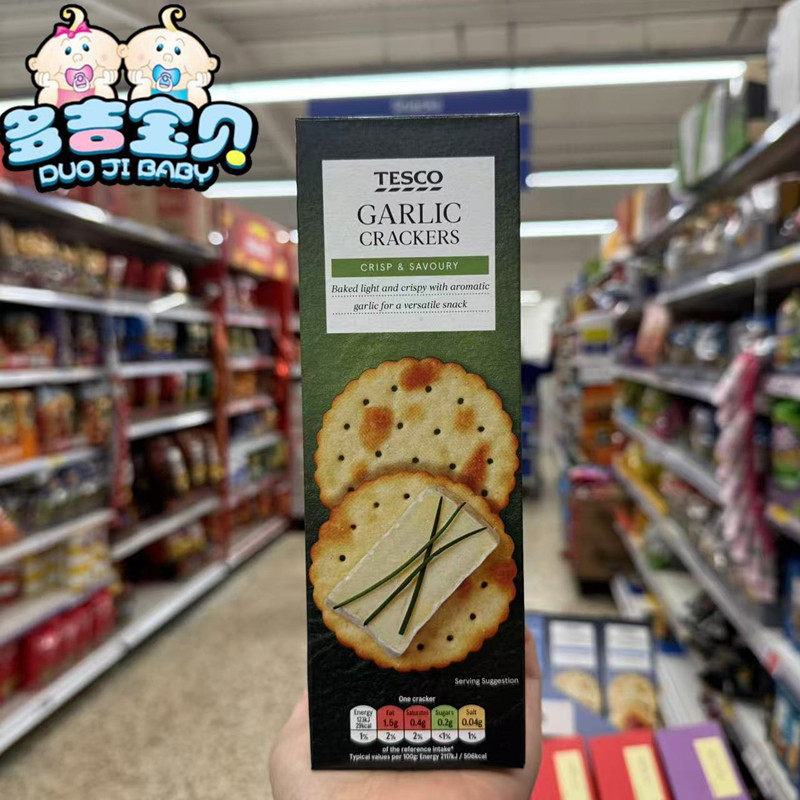 多吉宝贝
DUO JI BABY
TESCO
GARLIC
CRACKERS
CRISP & SAVOURY
Baked light and crispy with aromatic
garlic for a versatile snack
Serving Suggestion
One cracker
Energy Fat Saturates Sugars Salt
123kJ 1.5g 0.4g 0.2g 0.04g
29kcal
1% 2% 2% <1% 1%
of the reference intake*
Typical values per 100g: Energy 2117kJ / 506kcal